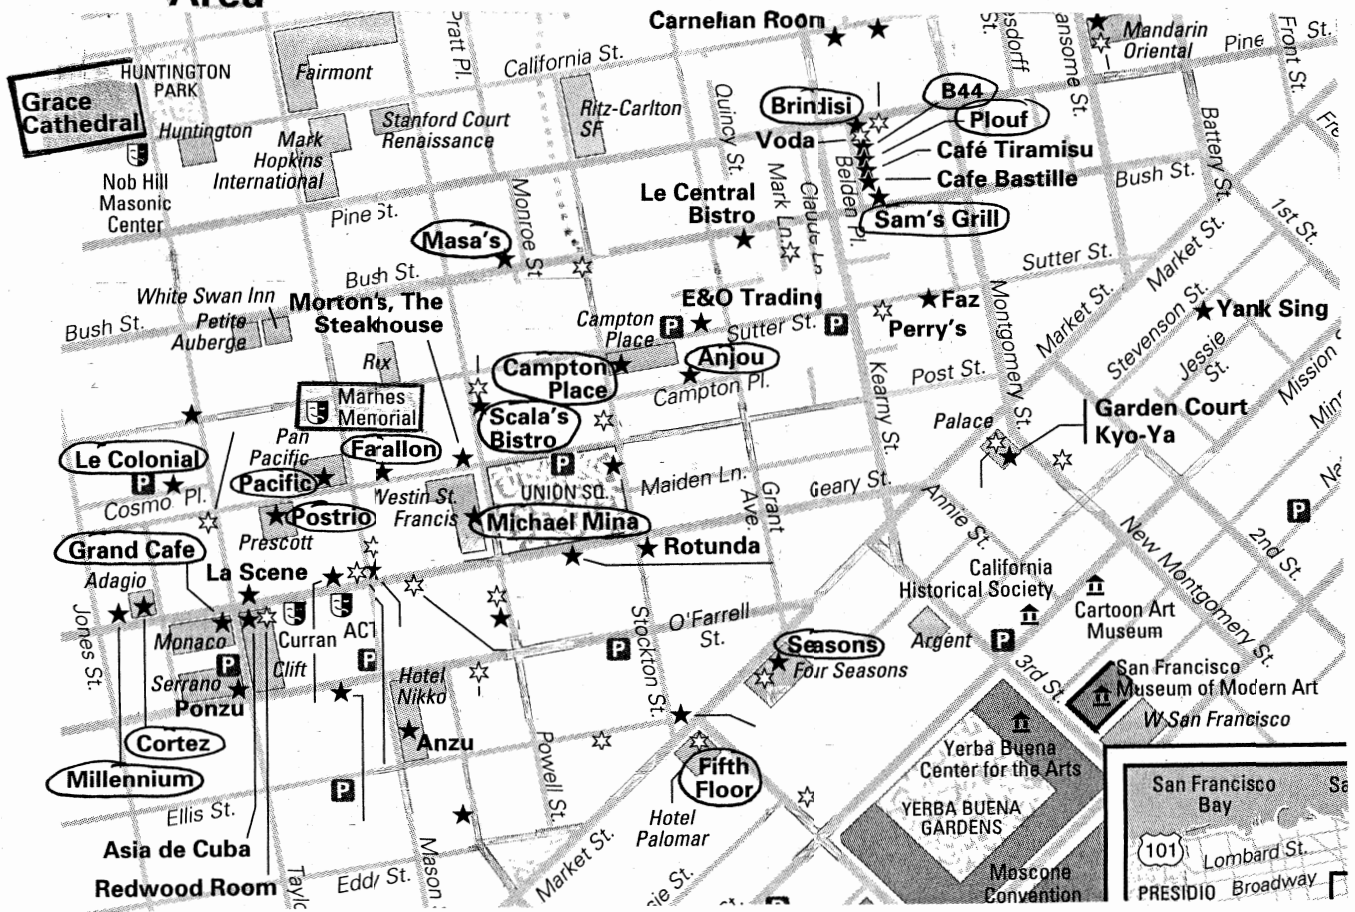 Area
Carnelian Room
Mandarin
Oriental
Pine St.
Front St.
Pratt Pl.
California St.
HUNTINGTON
PARK
Fairmont
Grace
Cathedral
Huntington
Mark
Hopkins
International
Stanford Court
Renaissance
Ritz-Carlton
SF
Quincy St.
Brindisi
B44
Plouf
Voda
Café Tiramisu
Cafe Bastille
Battery St.
Bush St.
Nob Hill
Masonic
Center
Pine St.
Monroe St.
Le Central
Bistro
Mark Ln.
Claude Ln
Belden Pl.
Sam's Grill
1st St.
Masa's
Bush St.
Sutter St.
Market St.
White Swan Inn
Morton's, The
Steakhouse
Bush St.
Petite
Auberge
Rix
E&O Trading
Campton
Place
P
Sutter St.
P
Faz
Perry's
Montgomery St.
Market St.
Stevenson St.
Yank Sing
Jessie
St.
Mission
Campton
Place
Anjou
Campton Pl.
Kearny St.
Post St.
Marines
Memorial
Scala's
Bistro
Palace
Garden Court
Kyo-Ya
Le Colonial
P
Cosmo Pl.
Pan
Pacific
Pacific
Farallon
P
UNION SQ.
Maiden Ln.
Grant
Ave.
Geary St.
Annie St.
New Montgomery St.
2nd St.
P
Postrio
Prescott
Westin St.
Francis
Michael Mina
Rotunda
Grand Cafe
Adagio
La Scene
California
Historical Society
Cartoon Art
Museum
Jones St.
Monaco
Curran
ACT
Stockton St.
O'Farrell
St.
Seasons
Four Seasons
Argent
P
3rd St.
San Francisco
Museum of Modern Art
W San Francisco
Serrano
P
Clift
P
Hotel
Nikko
P
Ponzu
Cortez
Anzu
Powell St.
Millennium
Fifth
Floor
Yerba Buena
Center for the Arts
YERBA BUENA
GARDENS
Ellis St.
P
Hotel
Palomar
Asia de Cuba
Redwood Room
Eddy St.
Mason
Market St.
Moscone
Convention
P
San Francisco
Bay
101
Lombard St.
PRESIDIO
Broadway